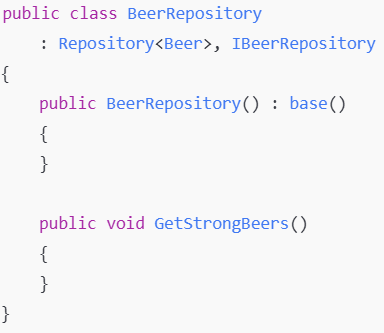 public class BeerRepository
    : Repository<Beer>, IBeerRepository
{
    public BeerRepository() : base()
    {
    }

    public void GetStrongBeers()
    {
    }
}